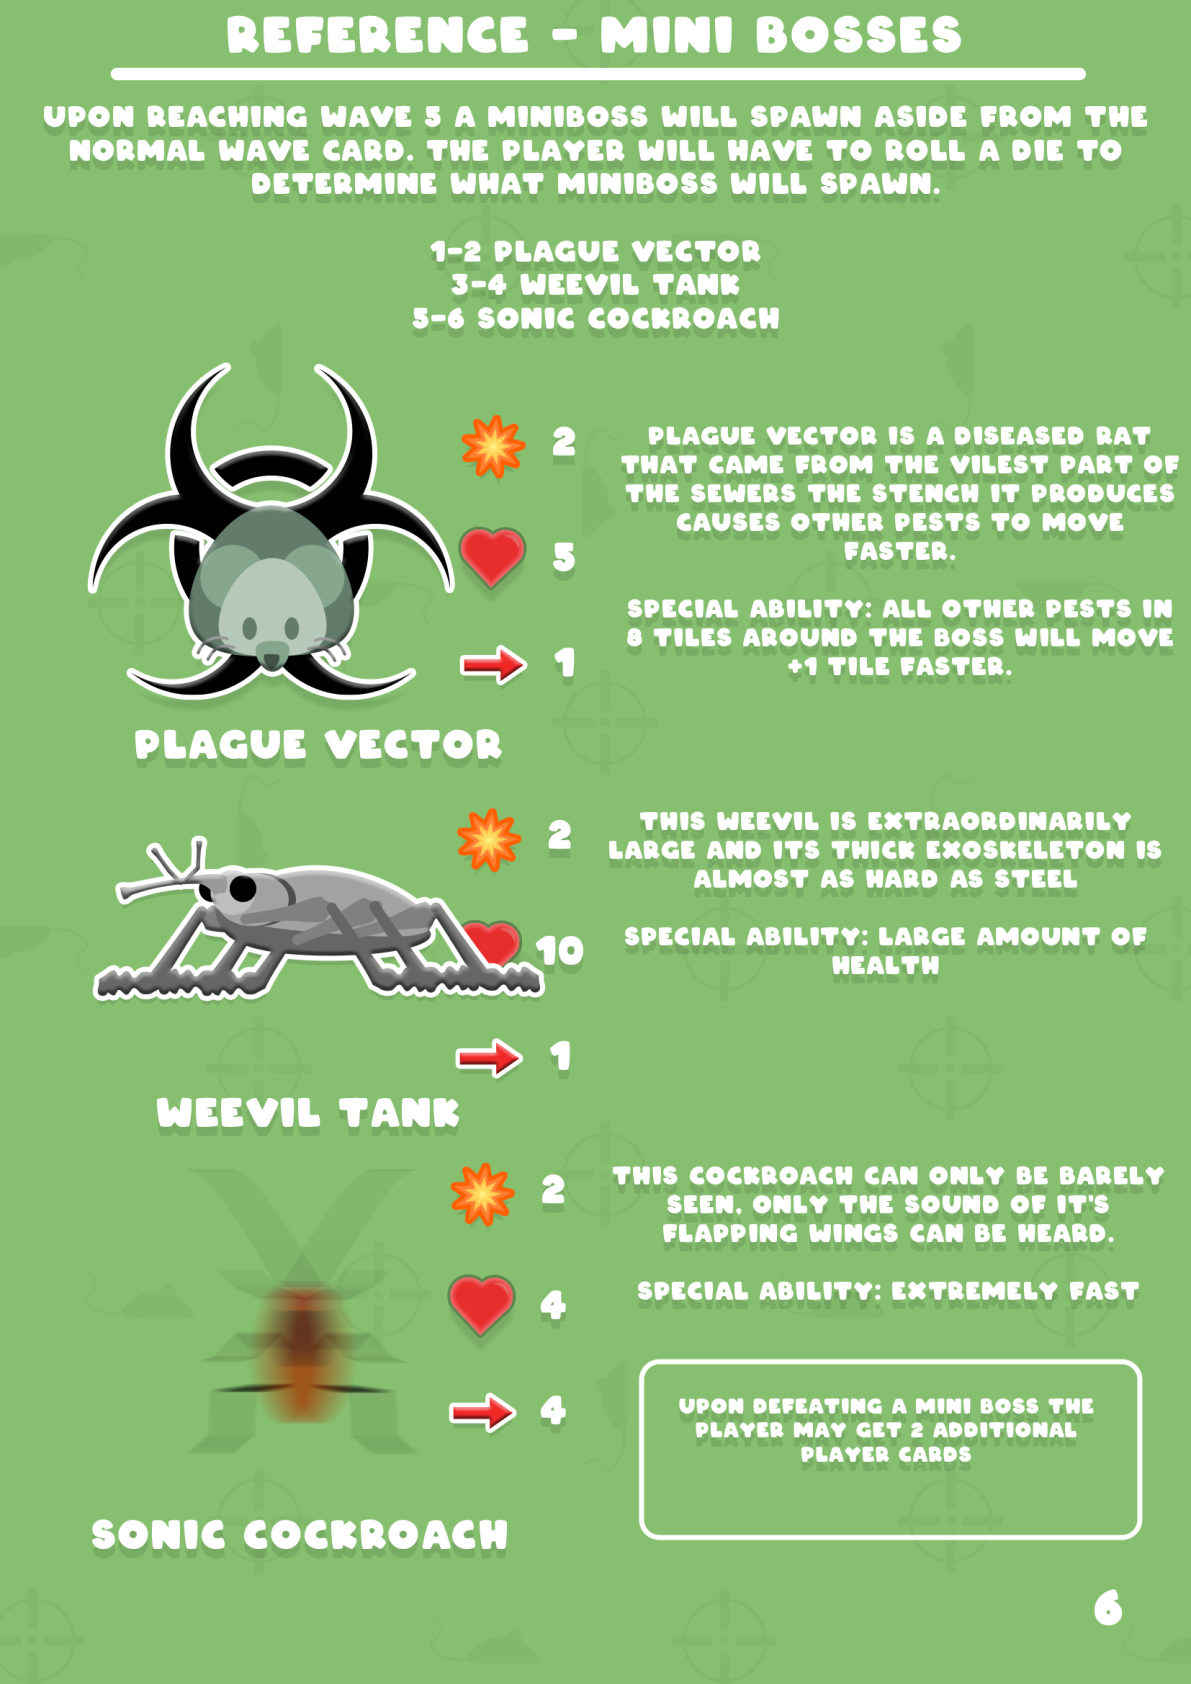 REFERENCE - MINI BOSSES
UPON REACHING WAVE 5 A MINIBOSS WILL SPAWN ASIDE FROM THE
NORMAL WAVE CARD. THE PLAYER WILL HAVE TO ROLL A DIE TO
DETERMINE WHAT MINIBOSS WILL SPAWN.
1-2 PLAGUE VECTOR
3-4 WEEVIL TANK
5-6 SONIC COCKROACH
2
5
1
PLAGUE VECTOR IS A DISEASED RAT
THAT CAME FROM THE VILEST PART OF
THE SEWERS THE STENCH IT PRODUCES
CAUSES OTHER PESTS TO MOVE
FASTER.
SPECIAL ABILITY: ALL OTHER PESTS IN
8 TILES AROUND THE BOSS WILL MOVE
+1 TILE FASTER.
PLAGUE VECTOR
2
10
1
THIS WEEVIL IS EXTRAORDINARILY
LARGE AND ITS THICK EXOSKELETON IS
ALMOST AS HARD AS STEEL
SPECIAL ABILITY: LARGE AMOUNT OF
HEALTH
WEEVIL TANK
2
4
4
THIS COCKROACH CAN ONLY BE BARELY
SEEN, ONLY THE SOUND OF IT'S
FLAPPING WINGS CAN BE HEARD.
SPECIAL ABILITY: EXTREMELY FAST
UPON DEFEATING A MINI BOSS THE
PLAYER MAY GET 2 ADDITIONAL
PLAYER CARDS
SONIC COCKROACH
6